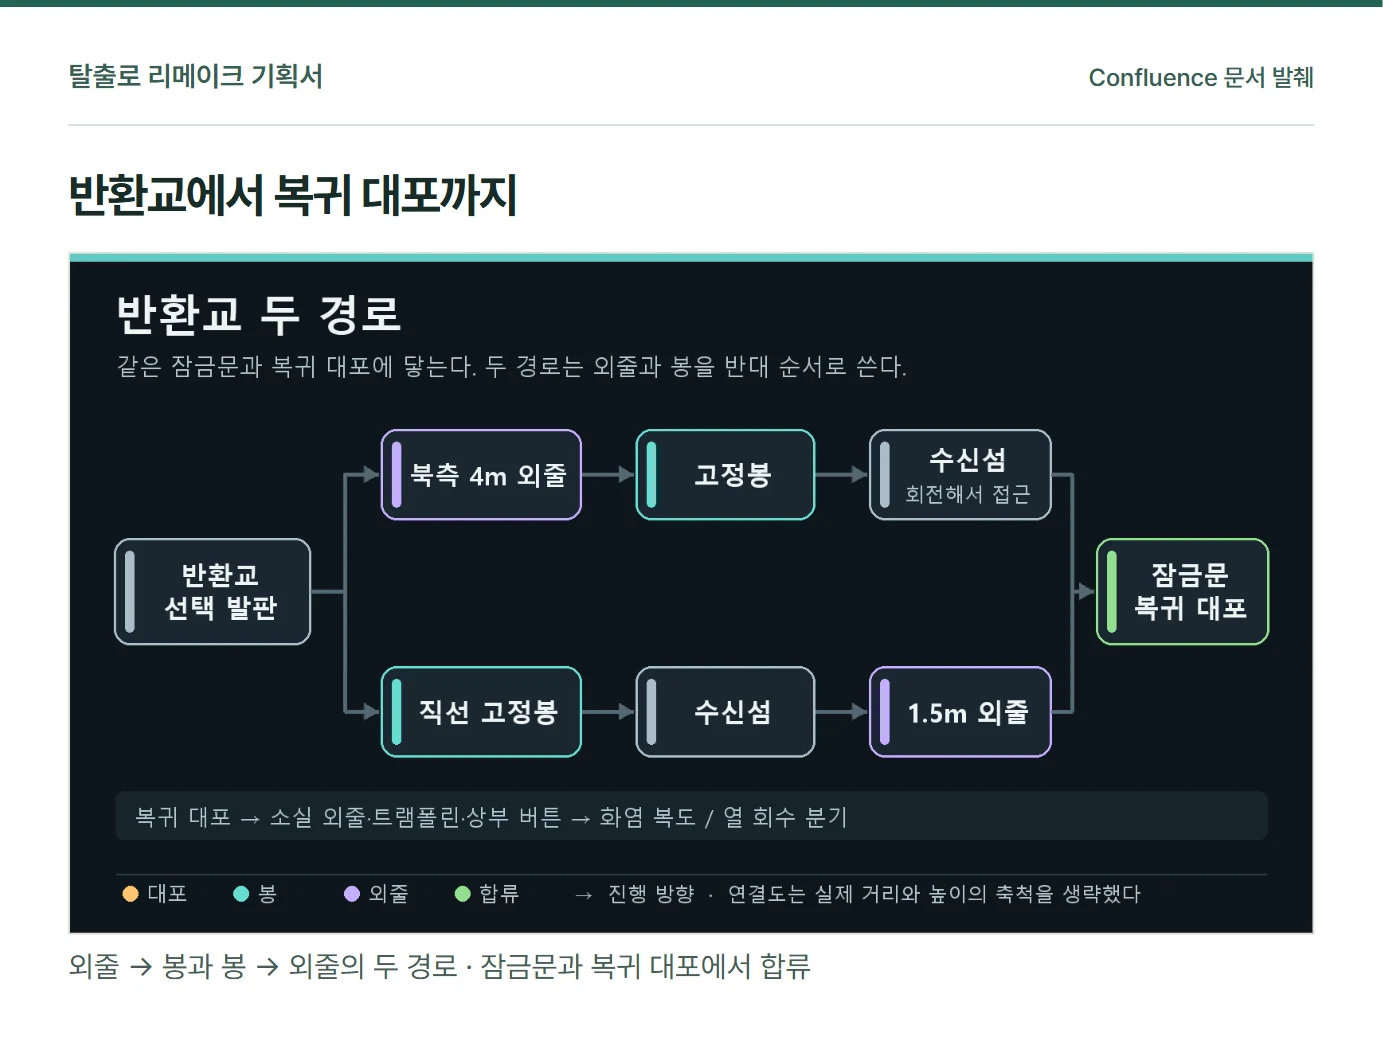 탈출로 리메이크 기획서
Confluence 문서 발췌
반환교에서 복귀 대포까지
반환교 두 경로
같은 잠금문과 복귀 대포에 닿는다. 두 경로는 외줄과 봉을 반대 순서로 쓴다.
북측 4m 외줄
고정봉
수신섬
회전해서 접근
반환교
선택 발판
잠금문
복귀 대포
직선 고정봉
수신섬
1.5m 외줄
복귀 대포 → 소실 외줄·트램폴린·상부 버튼 → 화염 복도 / 열 회수 분기
대포 봉 외줄 합류 → 진행 방향 · 연결도는 실제 거리와 높이의 축척을 생략했다
외줄 → 봉과 봉 → 외줄의 두 경로 · 잠금문과 복귀 대포에서 합류